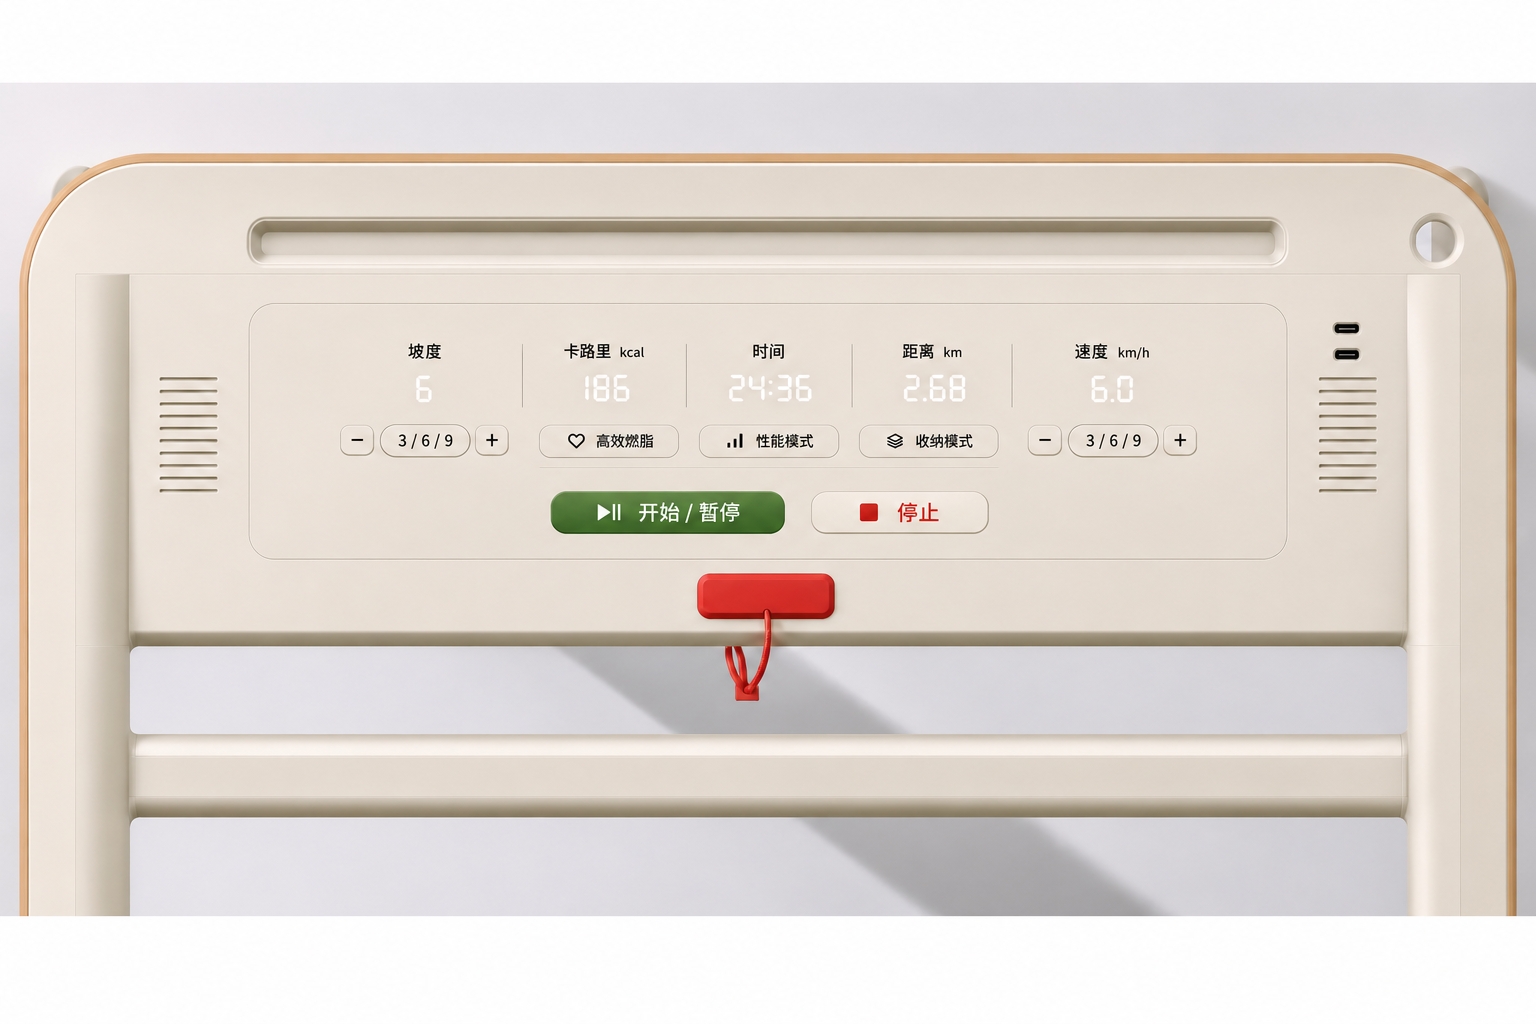 坡度
卡路里 kcal
时间
距离 km
速度 km/h
6
186
24:36
2.68
6.0
− 3 / 6 / 9 +
高效燃脂
性能模式
收纳模式
− 3 / 6 / 9 +
开始 / 暂停
停止